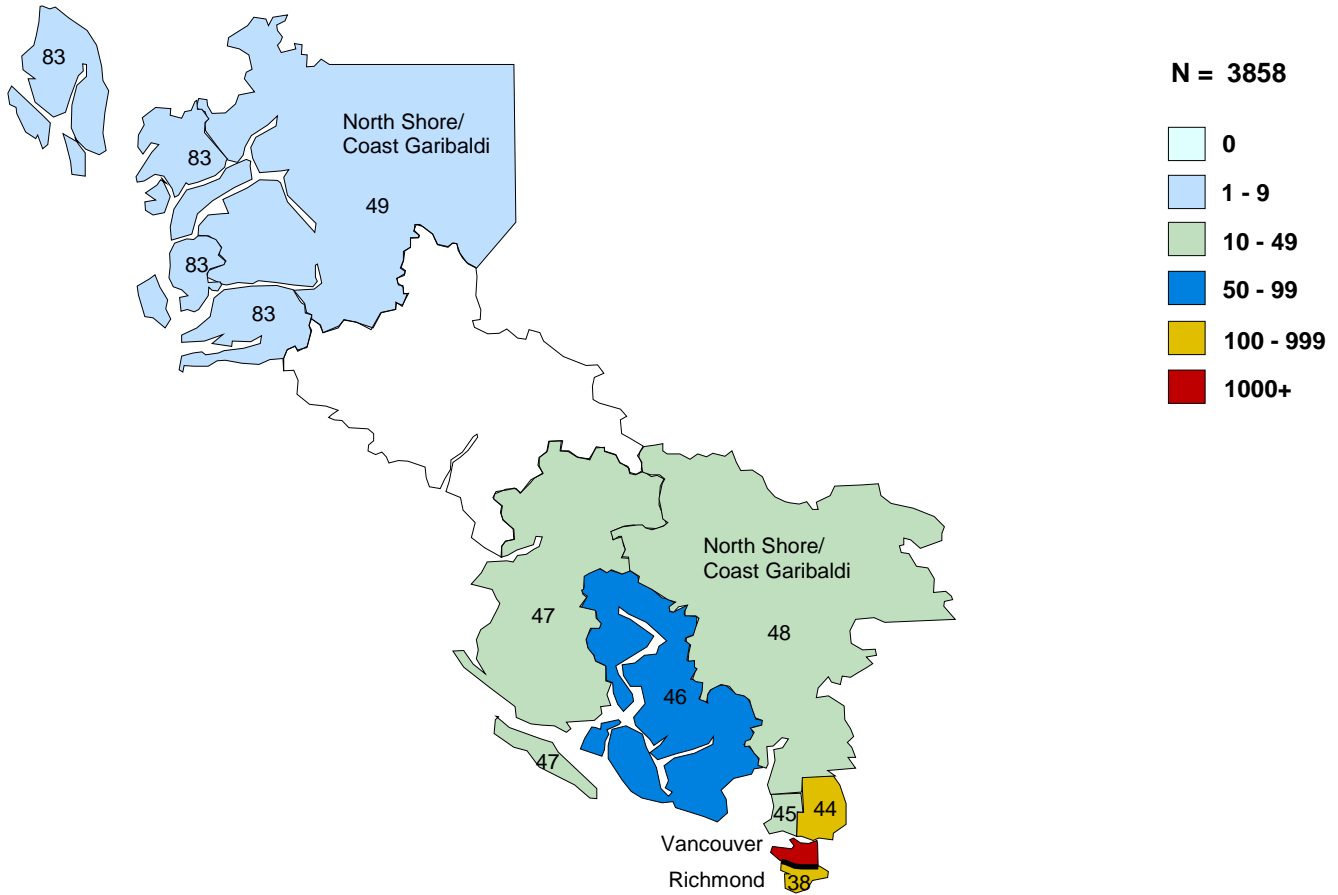 83
N = 3858
North Shore/
Coast Garibaldi
0
83
1 - 9
49
10 - 49
83
50 - 99
83
100 - 999
1000+
North Shore/
Coast Garibaldi
47
48
46
47
45
44
Vancouver
Richmond
38